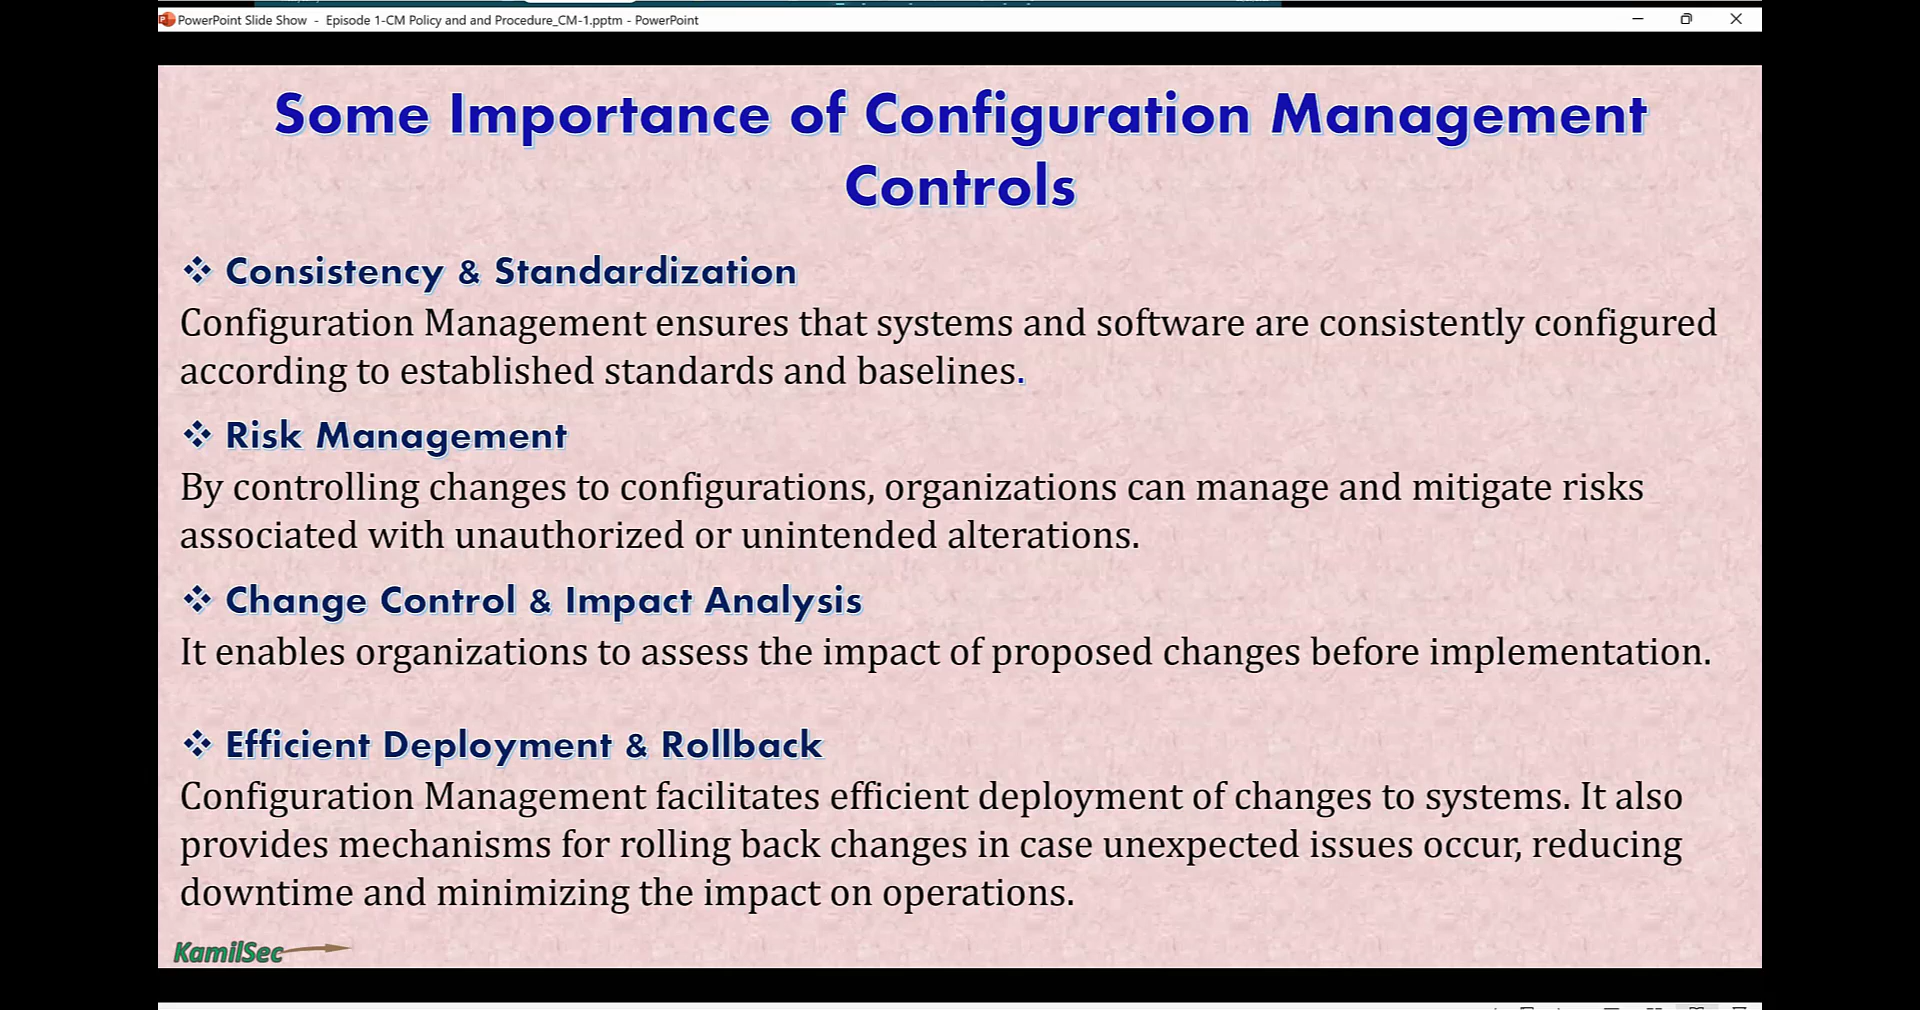 PowerPoint Slide Show - Episode 1-CM Policy and and Procedure_CM-1.pptm - PowerPoint
Some Importance of Configuration Management
Controls
❖ Consistency & Standardization
Configuration Management ensures that systems and software are consistently configured
according to established standards and baselines.
❖ Risk Management
By controlling changes to configurations, organizations can manage and mitigate risks
associated with unauthorized or unintended alterations.
❖ Change Control & Impact Analysis
It enables organizations to assess the impact of proposed changes before implementation.
❖ Efficient Deployment & Rollback
Configuration Management facilitates efficient deployment of changes to systems. It also
provides mechanisms for rolling back changes in case unexpected issues occur, reducing
downtime and minimizing the impact on operations.
KamilSec